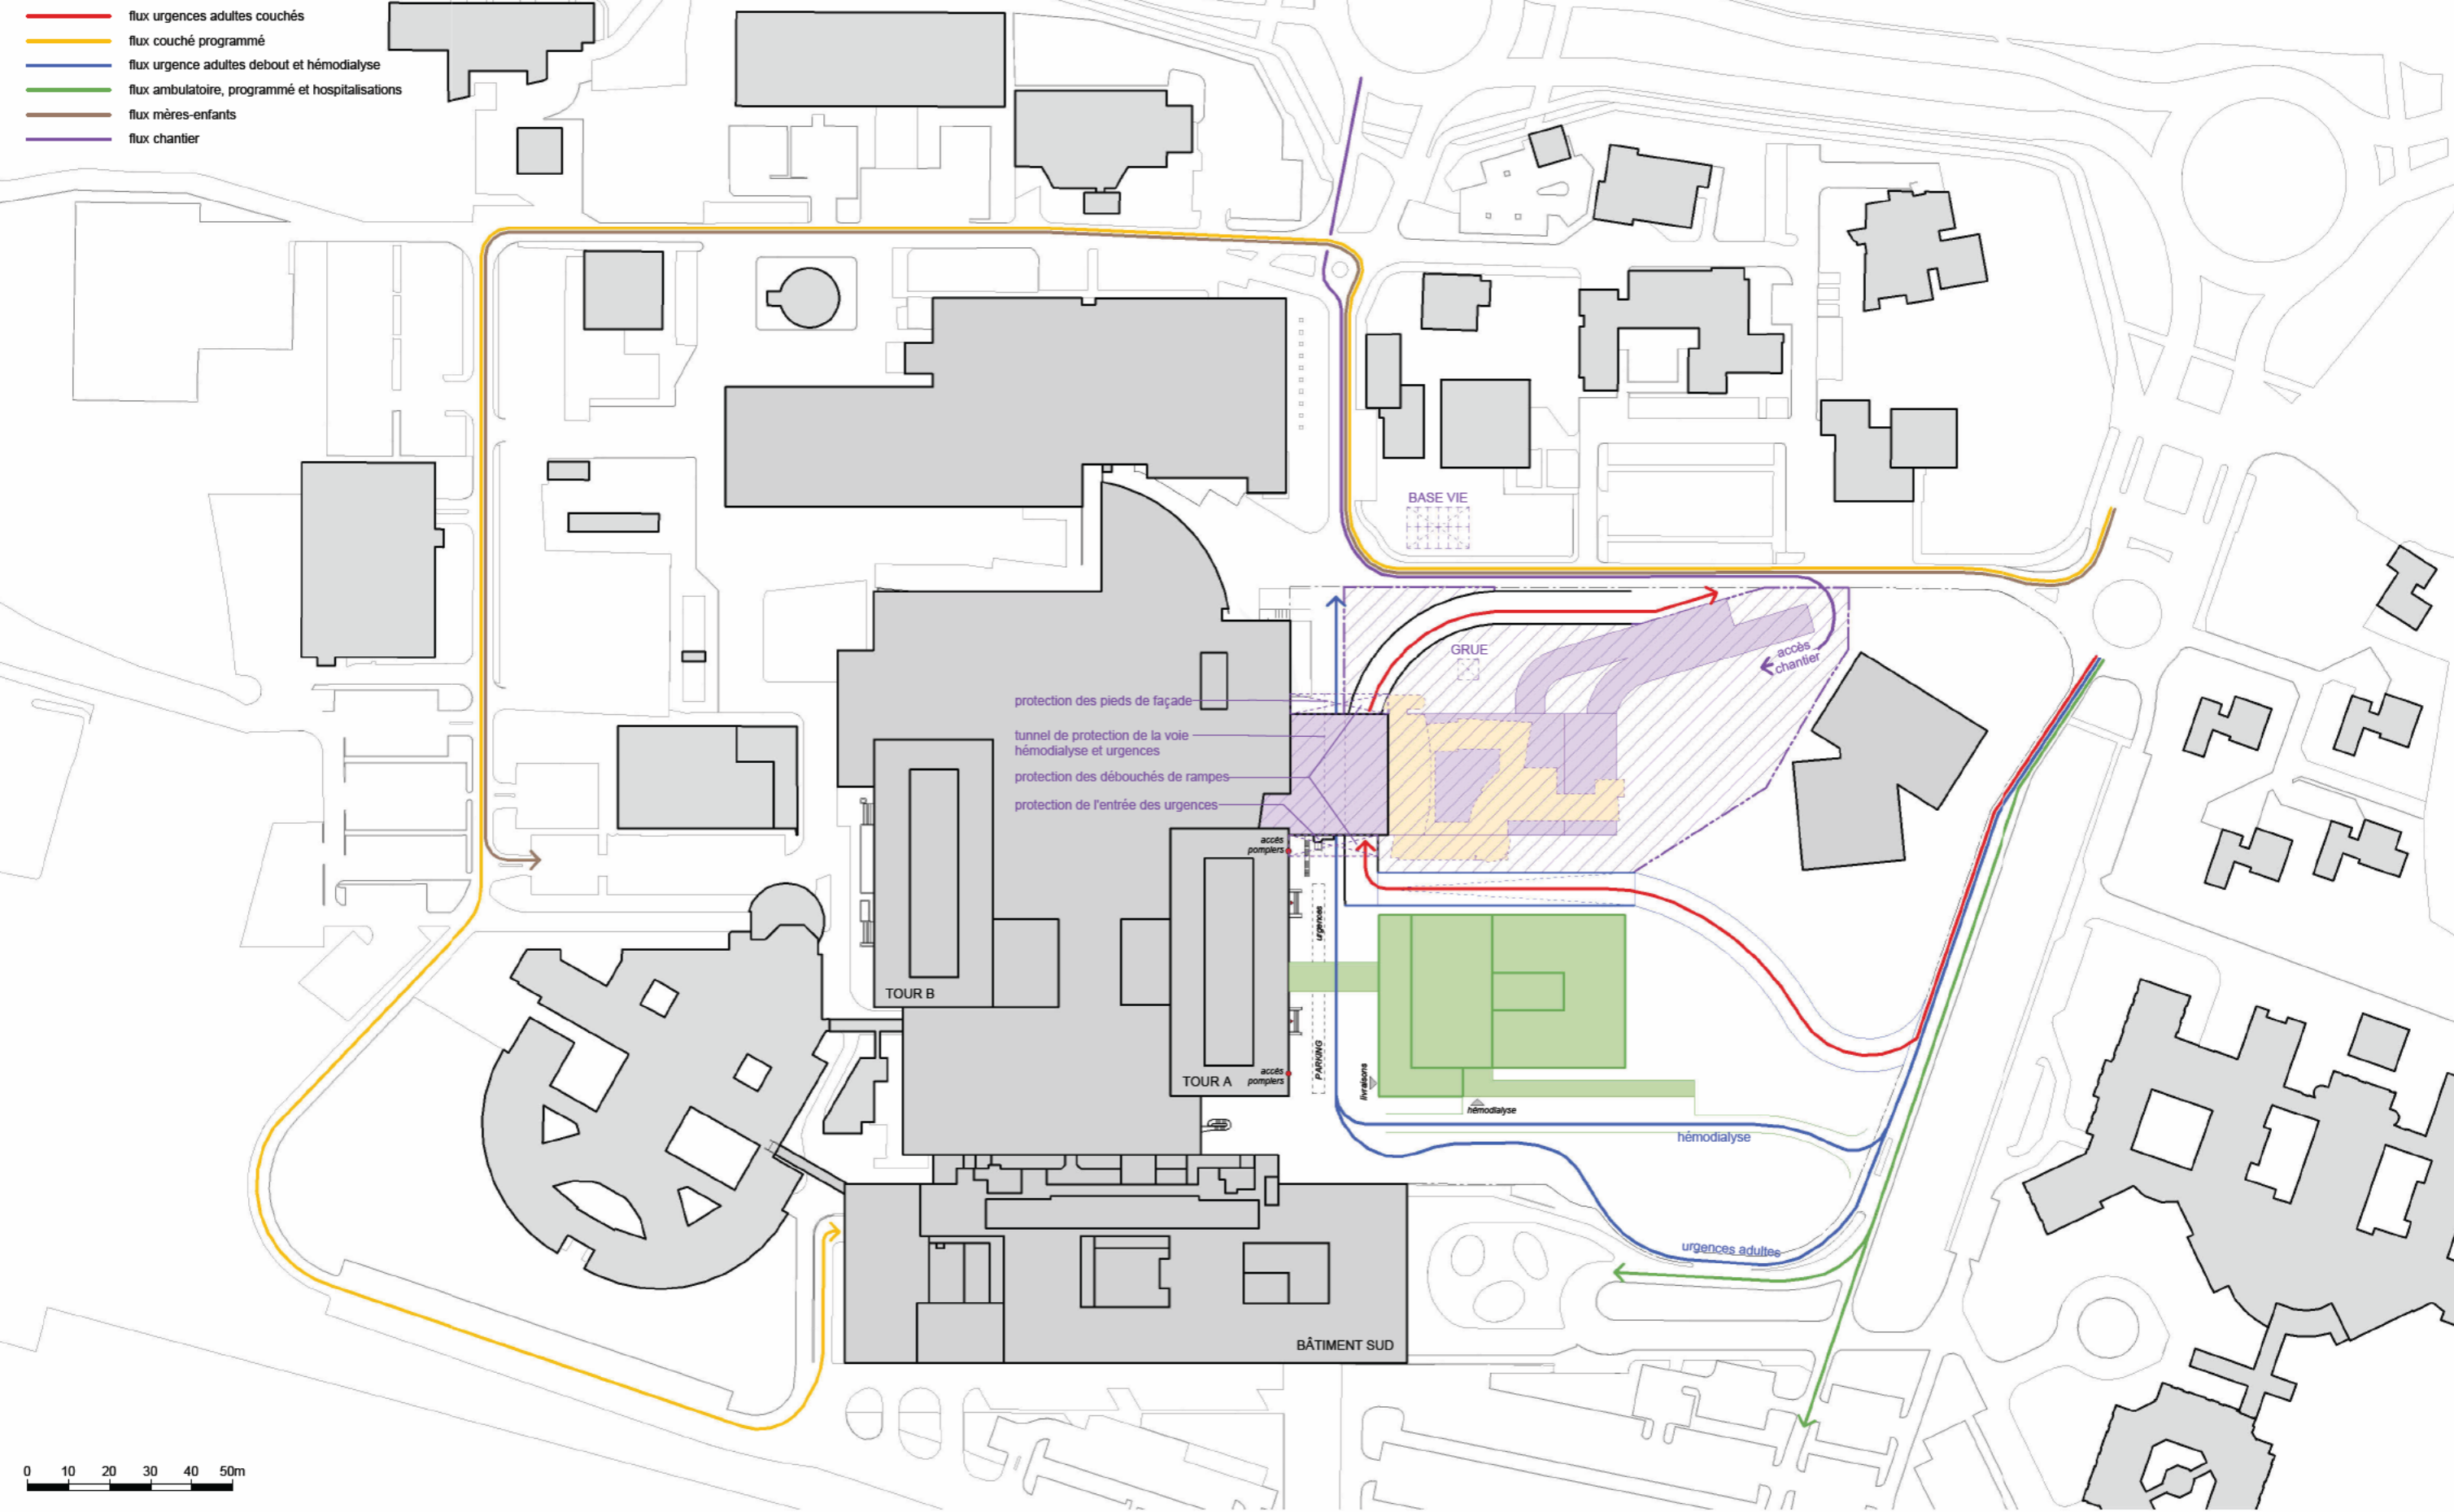 flux urgences adultes couchés
flux couché programmé
flux urgence adultes debout et hémodialyse
flux ambulatoire, programmé et hospitalisations
flux mères-enfants
flux chantier
BASE VIE
GRUE
accès
chantier
protection des pieds de façade
tunnel de protection de la voie
hémodialyse et urgences
protection des débouchés de rampes
protection de l'entrée des urgences
accès
pompiers
urgences
TOUR B
PARKING
TOUR A
accès
pompiers
livraisons
hémodialyse
hémodialyse
urgences adultes
BÂTIMENT SUD
0 10 20 30 40 50m